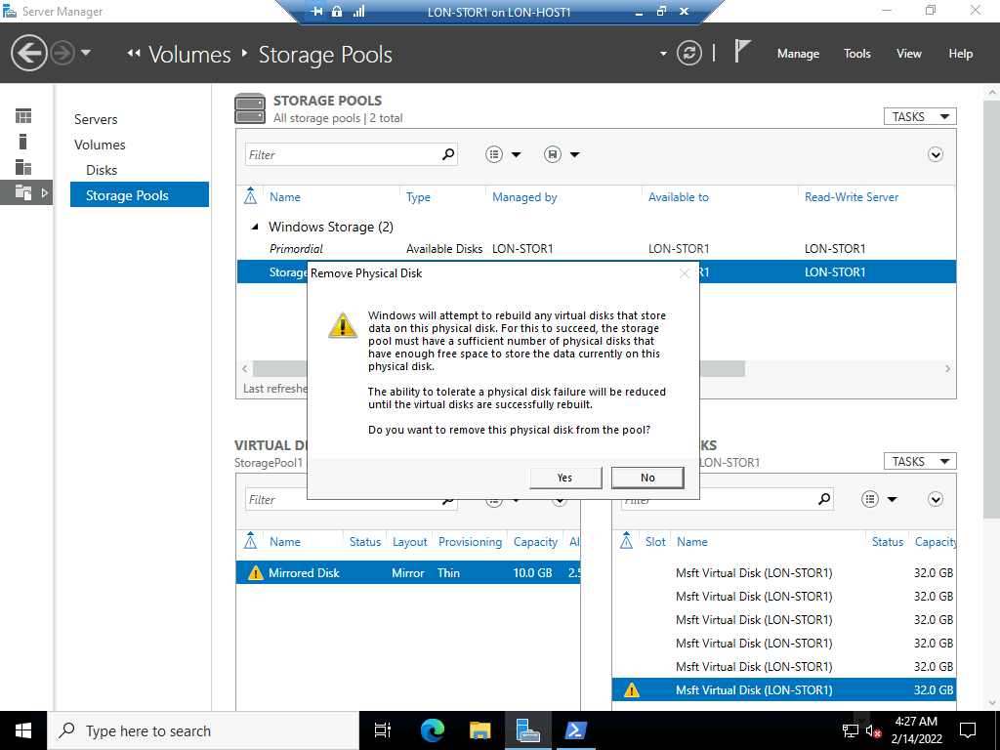 Server Manager
LON-STOR1 on LON-HOST1
Volumes
Storage Pools
Manage
Tools
View
Help
Servers
Volumes
Disks
Storage Pools
STORAGE POOLS
All storage pools | 2 total
TASKS
Filter
Name Type Managed by Available to Read-Write Server
Windows Storage (2)
Primordial Available Disks LON-STOR1 LON-STOR1 LON-STOR1
Storage R1 LON-STOR1
Last refreshe
Remove Physical Disk
Windows will attempt to rebuild any virtual disks that store
data on this physical disk. For this to succeed, the storage
pool must have a sufficient number of physical disks that
have enough free space to store the data currently on this
physical disk.
The ability to tolerate a physical disk failure will be reduced
until the virtual disks are successfully rebuilt.
Do you want to remove this physical disk from the pool?
Yes
No
VIRTUAL DI
StoragePool1
Filter
Name Status Layout Provisioning Capacity Al
Mirrored Disk Mirror Thin 10.0 GB 2.5
KS
LON-STOR1
TASKS
Filter
Slot Name Status Capacity
Msft Virtual Disk (LON-STOR1) 32.0 GB
Msft Virtual Disk (LON-STOR1) 32.0 GB
Msft Virtual Disk (LON-STOR1) 32.0 GB
Msft Virtual Disk (LON-STOR1) 32.0 GB
Msft Virtual Disk (LON-STOR1) 32.0 GB
Msft Virtual Disk (LON-STOR1) 32.0 GB
Type here to search
4:27 AM
2/14/2022